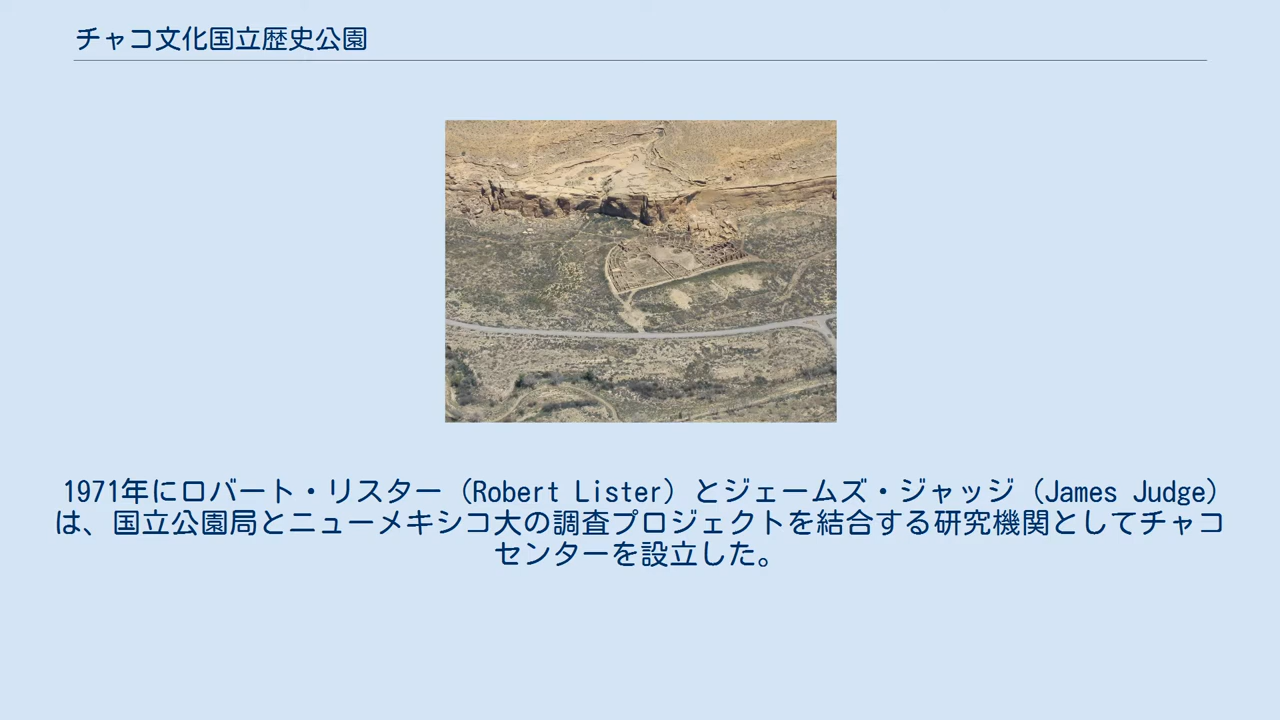 チャコ文化国立歴史公園
1971年にロバート・リスター（Robert Lister）とジェームズ・ジャッジ（James Judge）
は、国立公園局とニューメキシコ大の調査プロジェクトを結合する研究機関としてチャコ
センターを設立した。